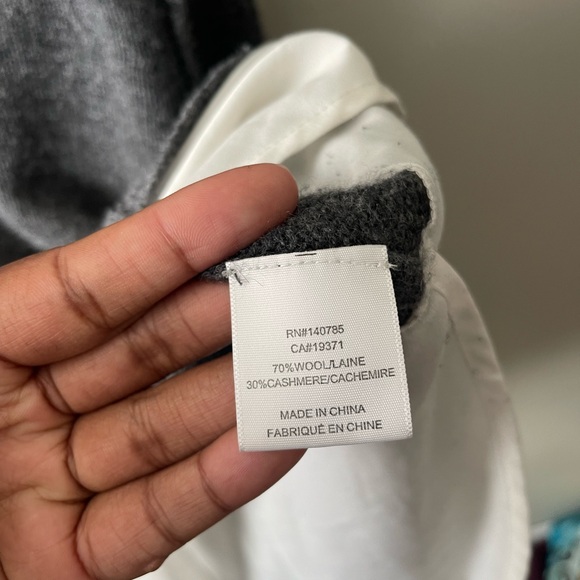 RN#140785
CA#19371
70%WOOL/LAINE
30%CASHMERE/CACHEMIRE
MADE IN CHINA
FABRIQUÉ EN CHINE